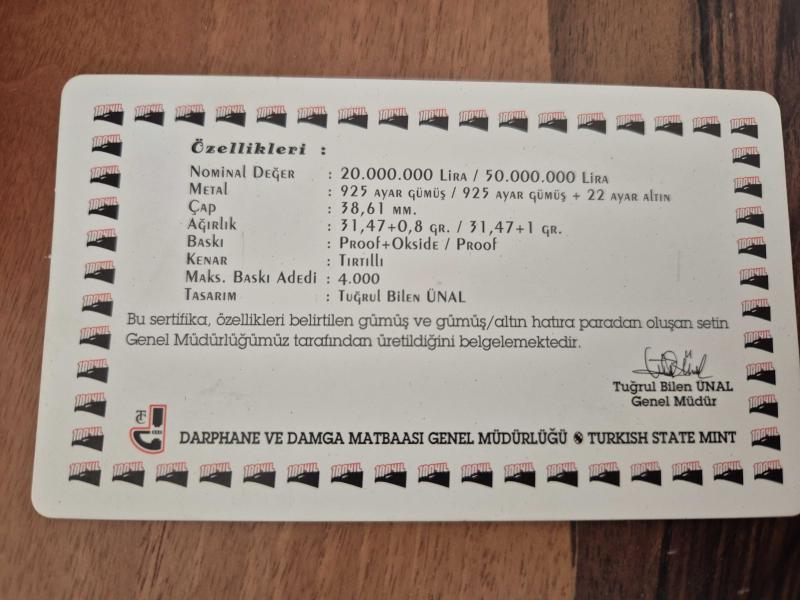 Özellikleri :
Nominal Değer : 20.000.000 Lira / 50.000.000 Lira
Metal : 925 ayar gümüş / 925 ayar gümüş + 22 ayar altın
Çap : 38,61 mm.
Ağırlık : 31,47+0,8 gr. / 31,47+1 gr.
Baskı : Proof+Okside / Proof
Kenar : Tırtıllı
Maks. Baskı Adedi : 4.000
Tasarım : Tuğrul Bilen ÜNAL
Bu sertifika, özellikleri belirtilen gümüş ve gümüş/altın hatıra paradan oluşan setin
Genel Müdürlüğümüz tarafından üretildiğini belgelemektedir.
Tuğrul Bilen ÜNAL
Genel Müdür
DARPHANE VE DAMGA MATBAASI GENEL MÜDÜRLÜĞÜ TURKISH STATE MINT